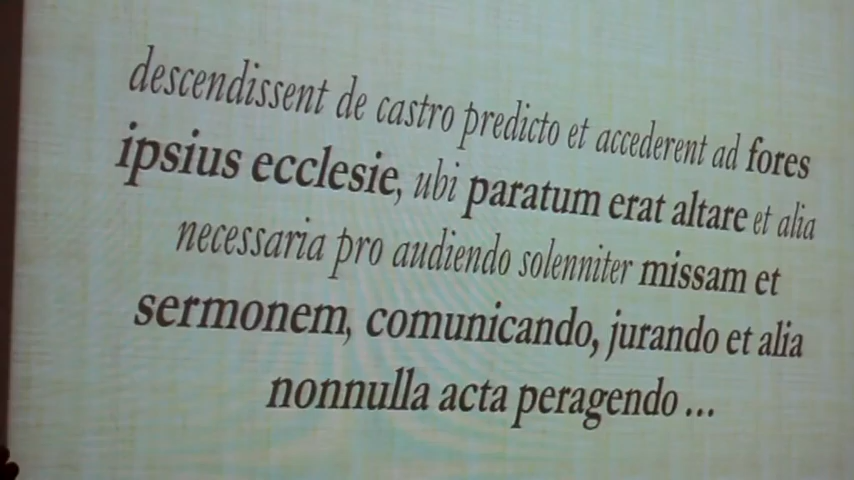 descendissent de castro predicto et accederent ad fores
ipsius ecclesie, ubi paratum erat altare et alia
necessaria pro audiendo solenniter missam et
sermonem, comunicando, jurando et alia
nonnulla acta peragendo ...